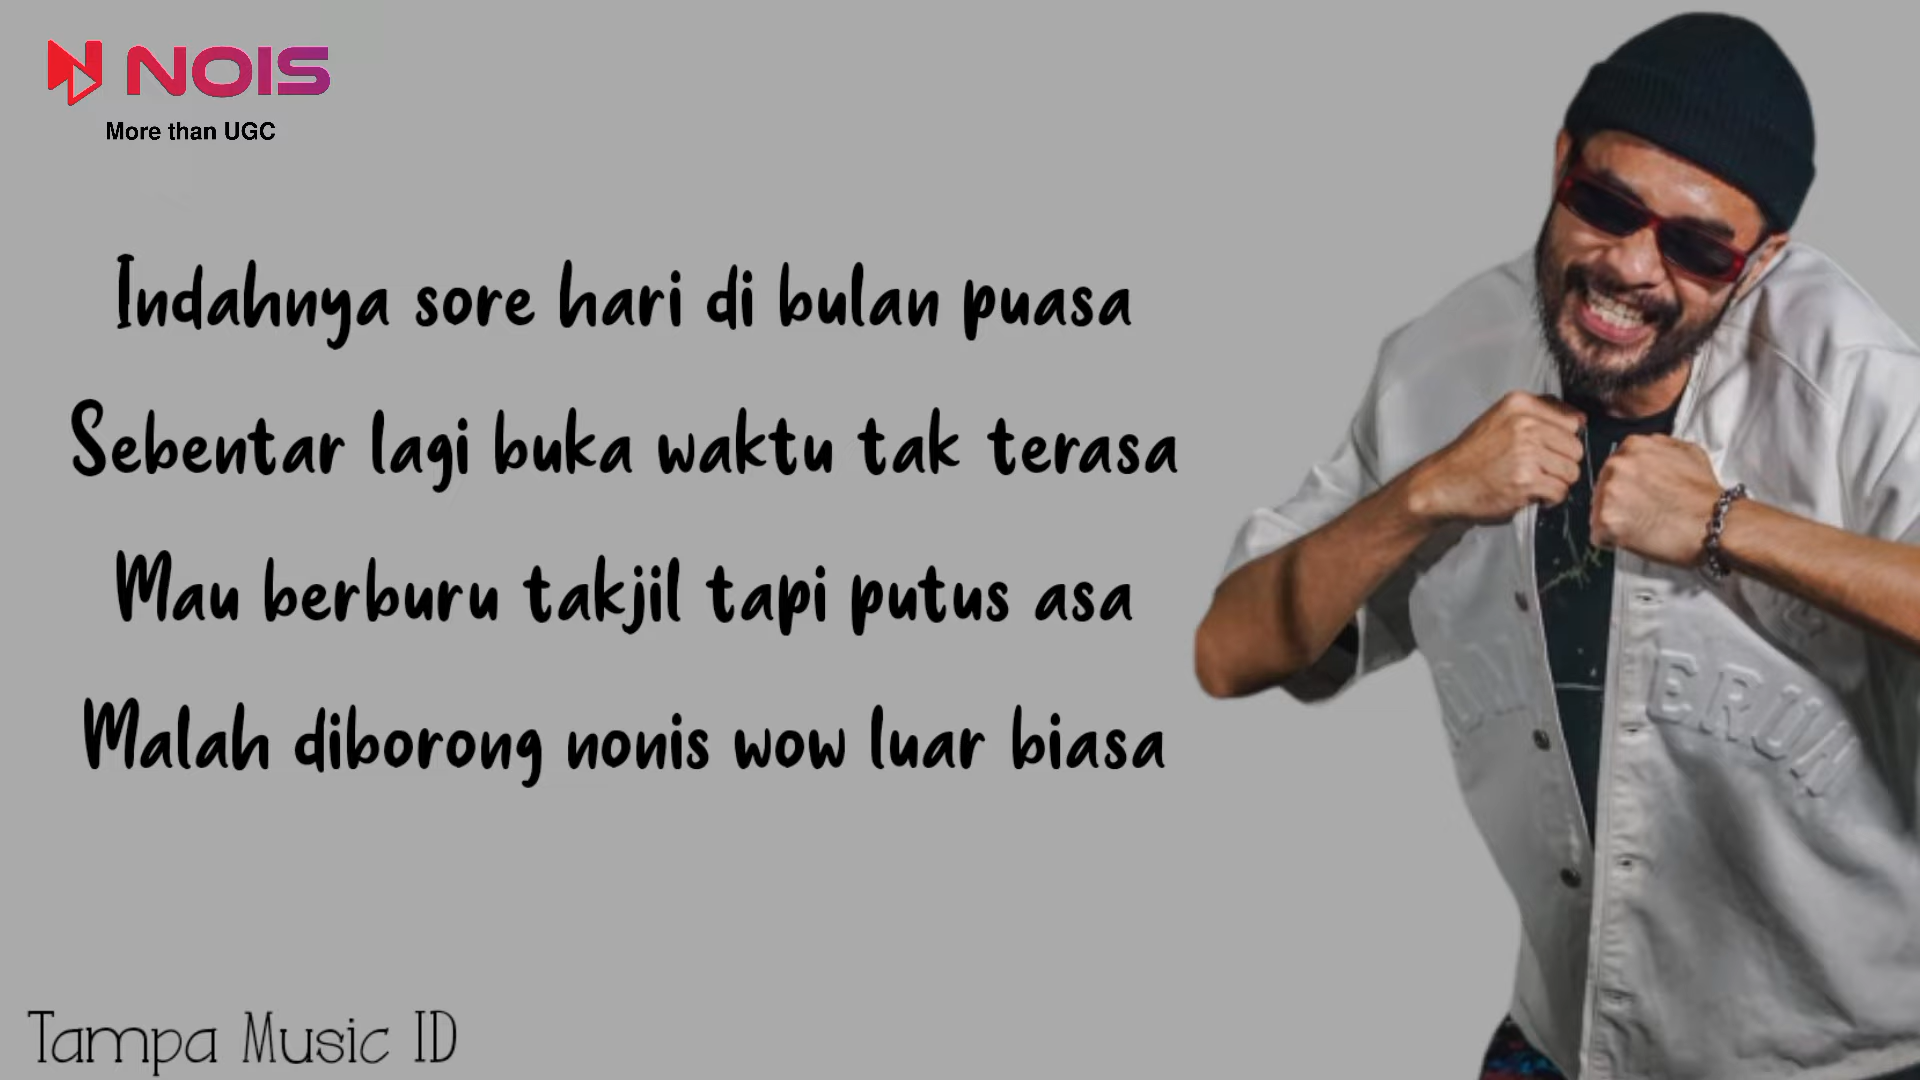 NOIS
More than UGC
Indahnya sore hari di bulan puasa
Sebentar lagi buka waktu tak terasa
Mau berburu takjil tapi putus asa
Malah diborong nonis wow luar biasa
Tampa Music ID